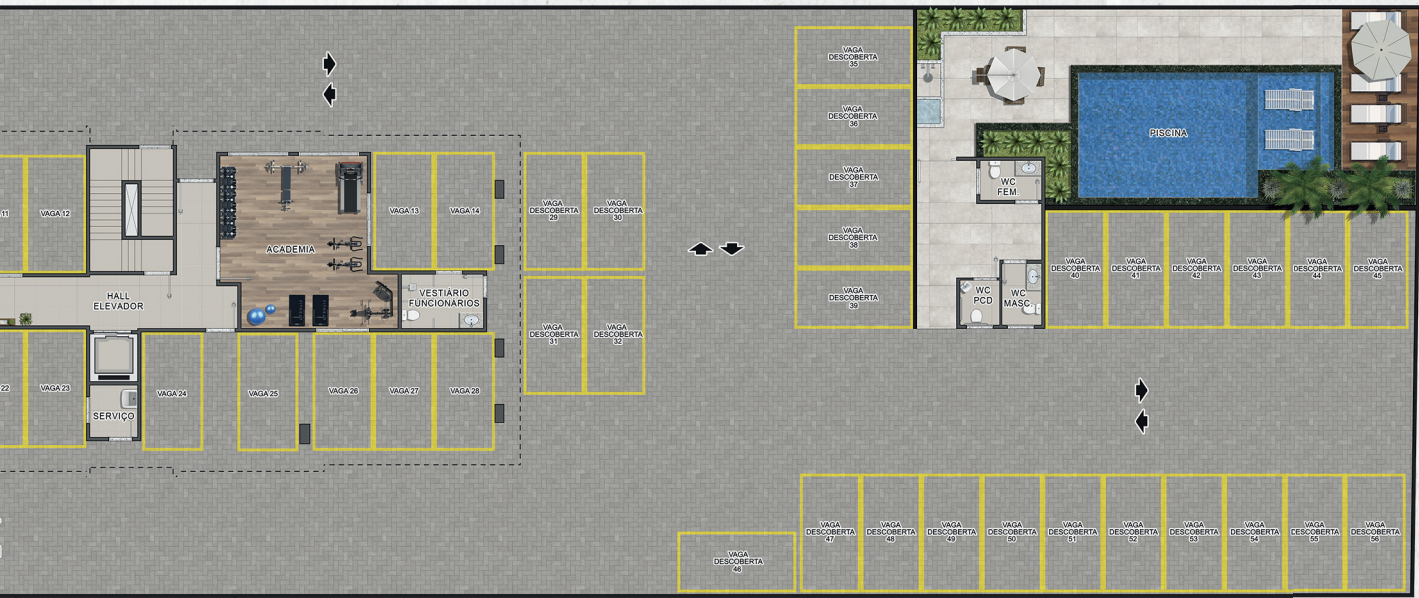 VAGA
DESCOBERTA
35
VAGA
DESCOBERTA
36
VAGA
DESCOBERTA
37
VAGA
DESCOBERTA
38
VAGA
DESCOBERTA
39
PISCINA
WC
FEM.
WC
PCD
WC
MASC.
VAGA
DESCOBERTA
40
VAGA
DESCOBERTA
41
VAGA
DESCOBERTA
42
VAGA
DESCOBERTA
43
VAGA
DESCOBERTA
44
VAGA
DESCOBERTA
45
11
VAGA 12
ACADEMIA
VAGA 13
VAGA 14
VAGA
DESCOBERTA
29
VAGA
DESCOBERTA
30
HALL
ELEVADOR
VESTIÁRIO
FUNCIONÁRIOS
VAGA
DESCOBERTA
31
VAGA
DESCOBERTA
32
22
VAGA 23
SERVIÇO
VAGA 24
VAGA 25
VAGA 26
VAGA 27
VAGA 28
VAGA
DESCOBERTA
46
VAGA
DESCOBERTA
47
VAGA
DESCOBERTA
48
VAGA
DESCOBERTA
49
VAGA
DESCOBERTA
50
VAGA
DESCOBERTA
51
VAGA
DESCOBERTA
52
VAGA
DESCOBERTA
53
VAGA
DESCOBERTA
54
VAGA
DESCOBERTA
55
VAGA
DESCOBERTA
56